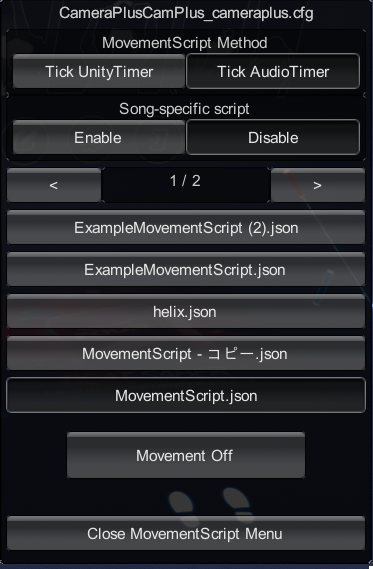 CameraPlusCamPlus_cameraplus.cfg
MovementScript Method
Tick UnityTimer Tick AudioTimer
Song-specific script
Enable Disable
< 1 / 2 >
ExampleMovementScript (2).json
ExampleMovementScript.json
helix.json
MovementScript - コピー.json
MovementScript.json
Movement Off
Close MovementScript Menu